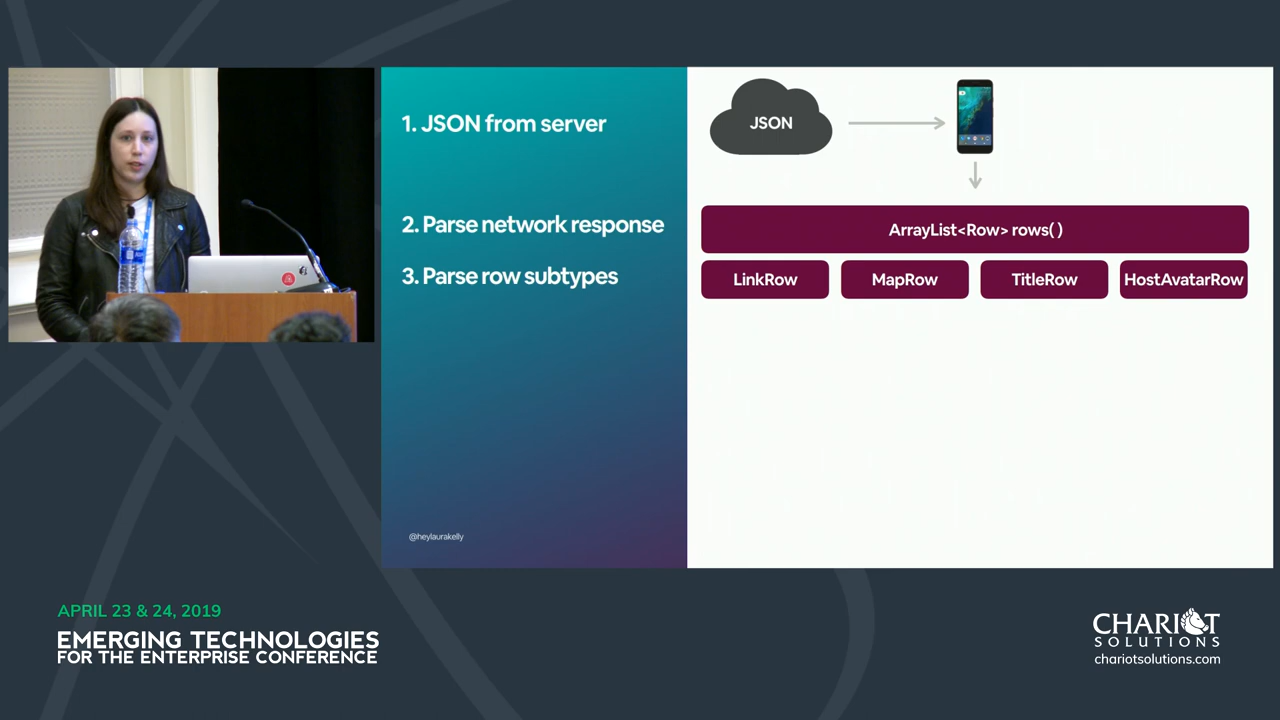 1. JSON from server
JSON
2. Parse network response
ArrayList<Row> rows( )
3. Parse row subtypes
LinkRow
MapRow
TitleRow
HostAvatarRow
@heylaurakelly
APRIL 23 & 24, 2019
EMERGING TECHNOLOGIES
FOR THE ENTERPRISE CONFERENCE
CHARIOT
SOLUTIONS
chariotsolutions.com